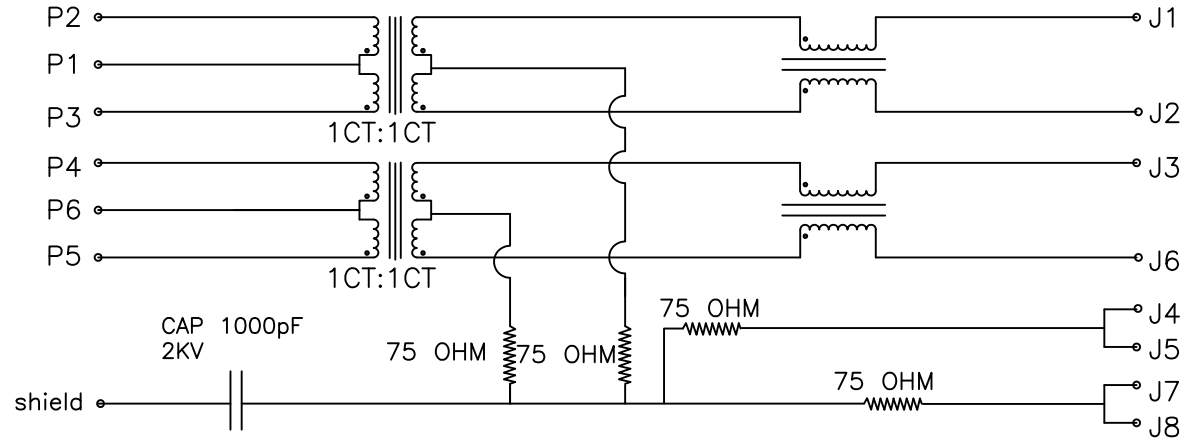 P2
J1
P1
P3
J2
1CT:1CT
P4
J3
P6
P5
J6
1CT:1CT
75 OHM
J4
CAP 1000pF
2KV
75 OHM
75 OHM
J5
75 OHM
J7
shield
J8